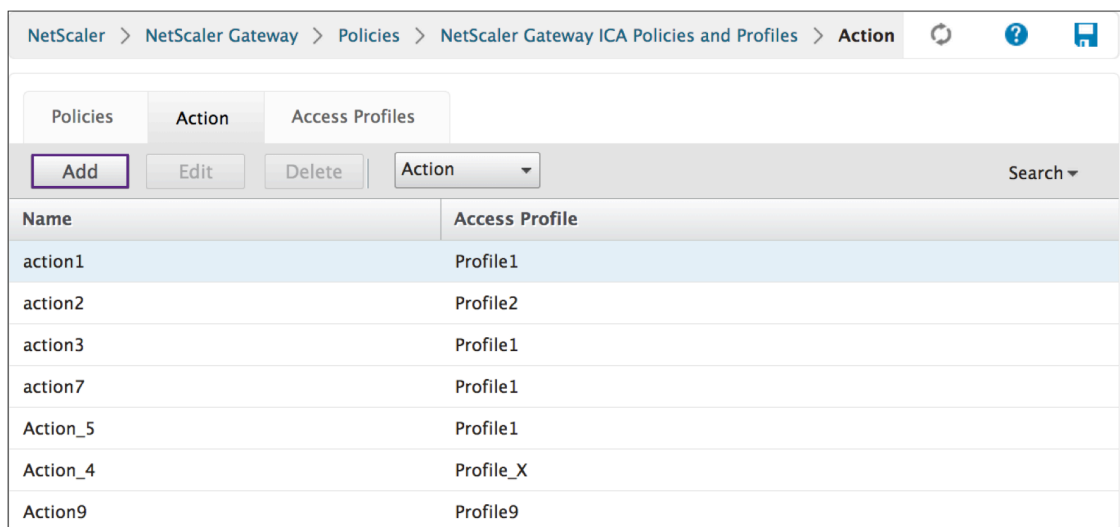 NetScaler > NetScaler Gateway > Policies > NetScaler Gateway ICA Policies and Profiles > Action ?
Policies Action Access Profiles
Add Edit Delete Action Search
Name Access Profile
action1 Profile1
action2 Profile2
action3 Profile1
action7 Profile1
Action_5 Profile1
Action_4 Profile_X
Action9 Profile9